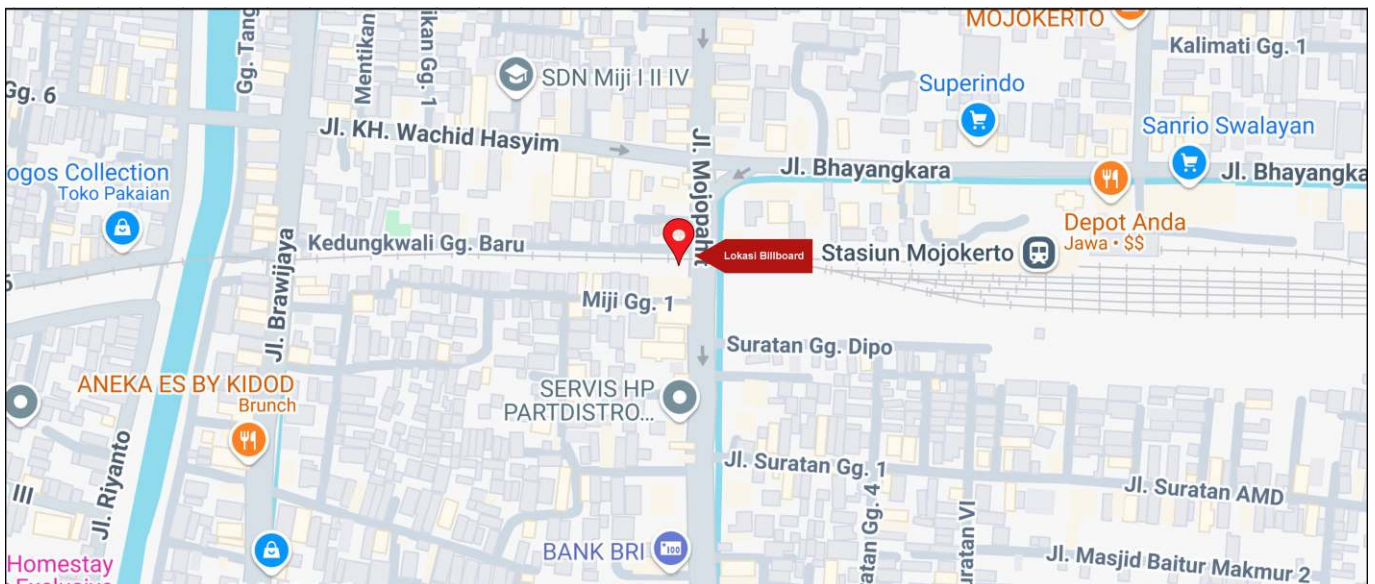 MOJOKERTO
Gg. Tang
Mentikan
ikan Gg. 1
Kalimati Gg. 1
SDN Miji I II IV
Superindo
Gg. 6
Jl. KH. Wachid Hasyim
Jl. Mojopahit
Sanrio Swalayan
ogos Collection
Toko Pakaian
Jl. Bhayangkara
Jl. Bhayangka
Depot Anda
Jawa • $$
Jl. Brawijaya
Kedungkwali Gg. Baru
Lokasi Billboard
Stasiun Mojokerto
Miji Gg. 1
Suratan Gg. Dipo
ANEKA ES BY KIDOD
Brunch
SERVIS HP
PARTDISTRO...
Jl. Riyanto
Jl. Suratan Gg. 1
Jl. Suratan AMD
III
atan Gg. 4
uratan VI
BANK BRI
Jl. Masjid Baitur Makmur 2
Homestay